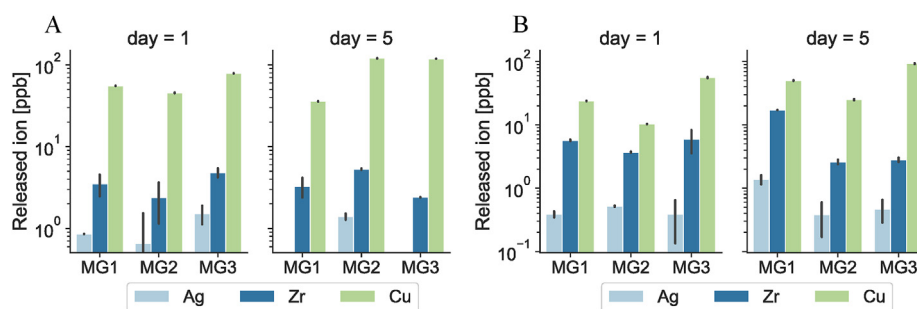 A
B
day = 1
day = 5
day = 1
day = 5
Released ion [ppb]
10²
10¹
10⁰
MG1 MG2 MG3
MG1 MG2 MG3
Released ion [ppb]
10²
10¹
10⁰
10⁻¹
MG1 MG2 MG3
MG1 MG2 MG3
Ag Zr Cu
Ag Zr Cu